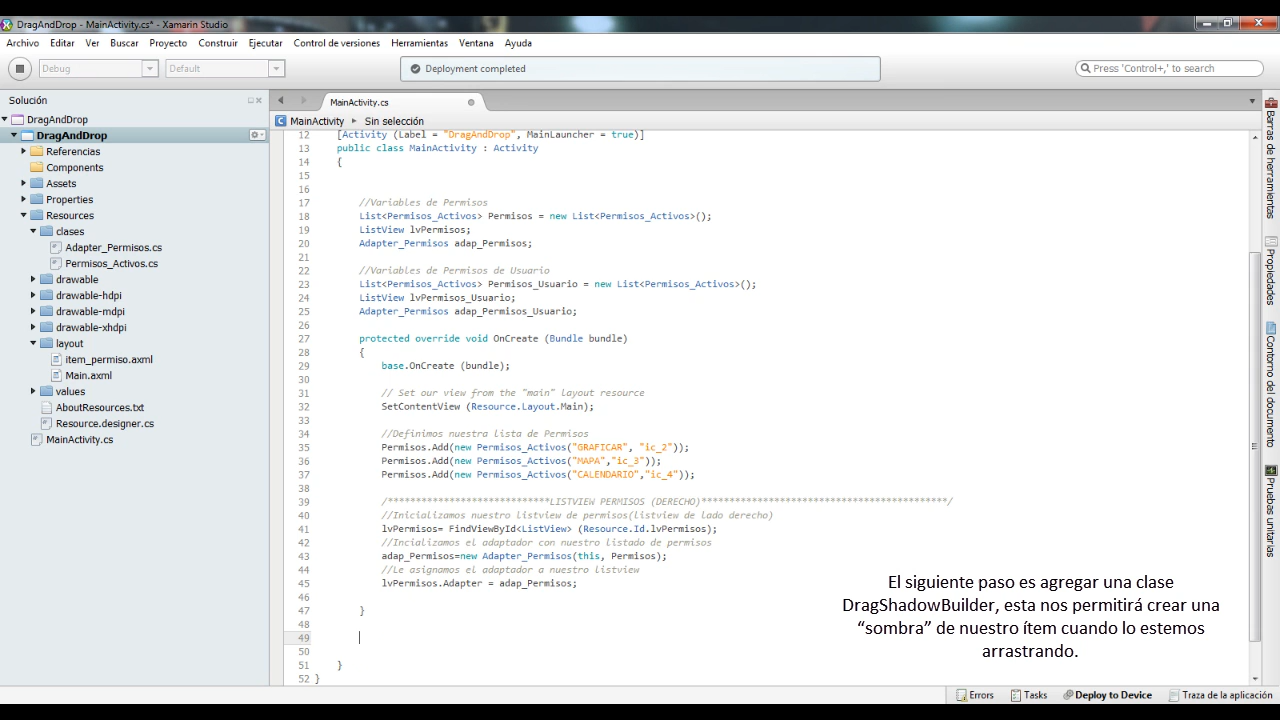 DragAndDrop - MainActivity.cs* - Xamarin Studio
Archivo Editar Ver Buscar Proyecto Construir Ejecutar Control de versiones Herramientas Ventana Ayuda
Debug Default Deployment completed Press 'Control+,' to search
Solución
MainActivity.cs
DragAndDrop
MainActivity Sin selección
DragAndDrop
Referencias
Components
Assets
Properties
Resources
clases
Adapter_Permisos.cs
Permisos_Activos.cs
drawable
drawable-hdpi
drawable-mdpi
drawable-xhdpi
layout
item_permiso.axml
Main.axml
values
AboutResources.txt
Resource.designer.cs
MainActivity.cs
12 [Activity (Label = "DragAndDrop", MainLauncher = true)]
13 public class MainActivity : Activity
14 {
15
16
17 //Variables de Permisos
18 List<Permisos_Activos> Permisos = new List<Permisos_Activos>();
19 ListView lvPermisos;
20 Adapter_Permisos adap_Permisos;
21
22 //Variables de Permisos de Usuario
23 List<Permisos_Activos> Permisos_Usuario = new List<Permisos_Activos>();
24 ListView lvPermisos_Usuario;
25 Adapter_Permisos adap_Permisos_Usuario;
26
27 protected override void OnCreate (Bundle bundle)
28 {
29 base.OnCreate (bundle);
30
31 // Set our view from the "main" layout resource
32 SetContentView (Resource.Layout.Main);
33
34 //Definimos nuestra lista de Permisos
35 Permisos.Add(new Permisos_Activos("GRAFICAR", "ic_2"));
36 Permisos.Add(new Permisos_Activos("MAPA","ic_3"));
37 Permisos.Add(new Permisos_Activos("CALENDARIO","ic_4"));
38
39 /*****************************LISTVIEW PERMISOS (DERECHO)********************************************/
40 //Inicializamos nuestro listview de permisos(listview de lado derecho)
41 lvPermisos= FindViewById<ListView> (Resource.Id.lvPermisos);
42 //Incializamos el adaptador con nuestro listado de permisos
43 adap_Permisos=new Adapter_Permisos(this, Permisos);
44 //Le asignamos el adaptador a nuestro listview
45 lvPermisos.Adapter = adap_Permisos;
46
47 }
48
49
50
51 }
52 }
El siguiente paso es agregar una clase
DragShadowBuilder, esta nos permitirá crear una
“sombra” de nuestro ítem cuando lo estemos
arrastrando.
Barras de herramientas
Propiedades
Contorno del documento
Pruebas unitarias
Errors Tasks Deploy to Device Traza de la aplicación